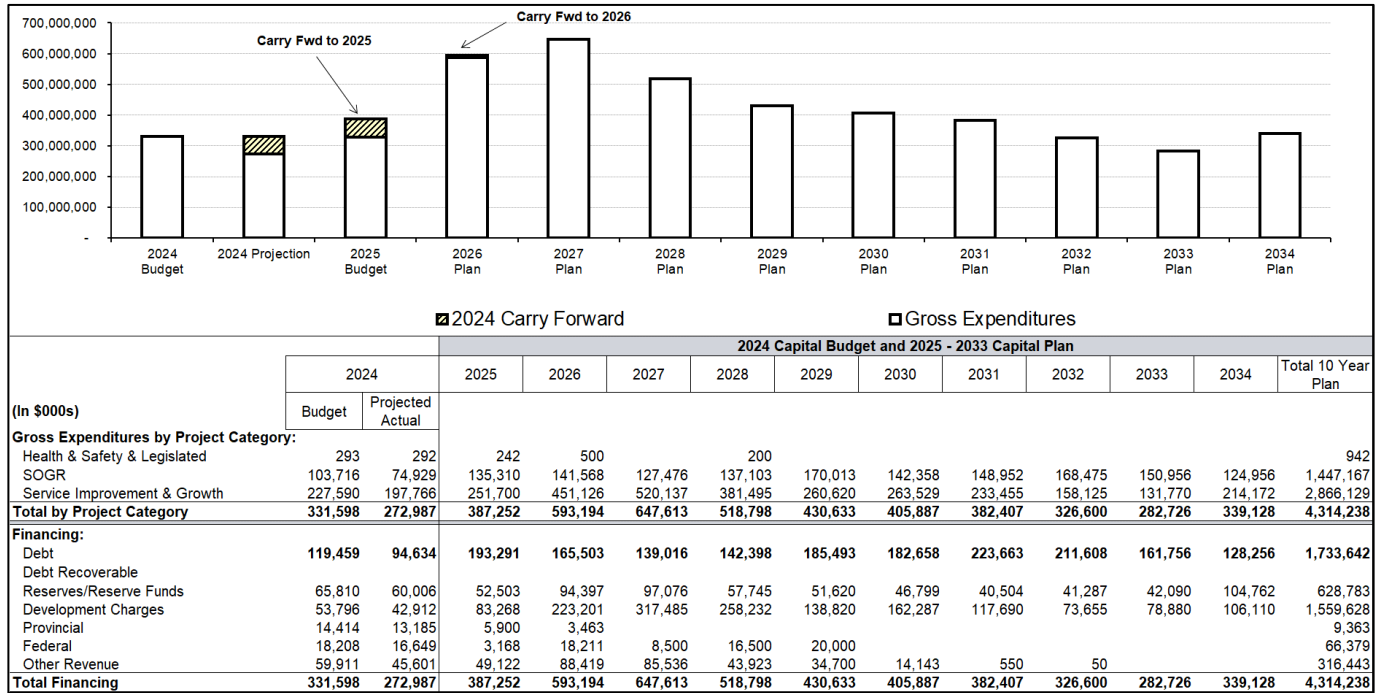 Carry Fwd to 2026
Carry Fwd to 2025
700,000,000
600,000,000
500,000,000
400,000,000
300,000,000
200,000,000
100,000,000
-
2024 Budget
2024 Projection
2025 Budget
2026 Plan
2027 Plan
2028 Plan
2029 Plan
2030 Plan
2031 Plan
2032 Plan
2033 Plan
2034 Plan
2024 Carry Forward Gross Expenditures
2024 Capital Budget and 2025 - 2033 Capital Plan
2024 2025 2026 2027 2028 2029 2030 2031 2032 2033 2034 Total 10 Year Plan
(In $000s) Budget Projected Actual
Gross Expenditures by Project Category:
Health & Safety & Legislated 293 292 242 500 200 942
SOGR 103,716 74,929 135,310 141,568 127,476 137,103 170,013 142,358 148,952 168,475 150,956 124,956 1,447,167
Service Improvement & Growth 227,590 197,766 251,700 451,126 520,137 381,495 260,620 263,529 233,455 158,125 131,770 214,172 2,866,129
Total by Project Category 331,598 272,987 387,252 593,194 647,613 518,798 430,633 405,887 382,407 326,600 282,726 339,128 4,314,238
Financing:
Debt 119,459 94,634 193,291 165,503 139,016 142,398 185,493 182,658 223,663 211,608 161,756 128,256 1,733,642
Debt Recoverable
Reserves/Reserve Funds 65,810 60,006 52,503 94,397 97,076 57,745 51,620 46,799 40,504 41,287 42,090 104,762 628,783
Development Charges 53,796 42,912 83,268 223,201 317,485 258,232 138,820 162,287 117,690 73,655 78,880 106,110 1,559,628
Provincial 14,414 13,185 5,900 3,463 9,363
Federal 18,208 16,649 3,168 18,211 8,500 16,500 20,000 66,379
Other Revenue 59,911 45,601 49,122 88,419 85,536 43,923 34,700 14,143 550 50 316,443
Total Financing 331,598 272,987 387,252 593,194 647,613 518,798 430,633 405,887 382,407 326,600 282,726 339,128 4,314,238